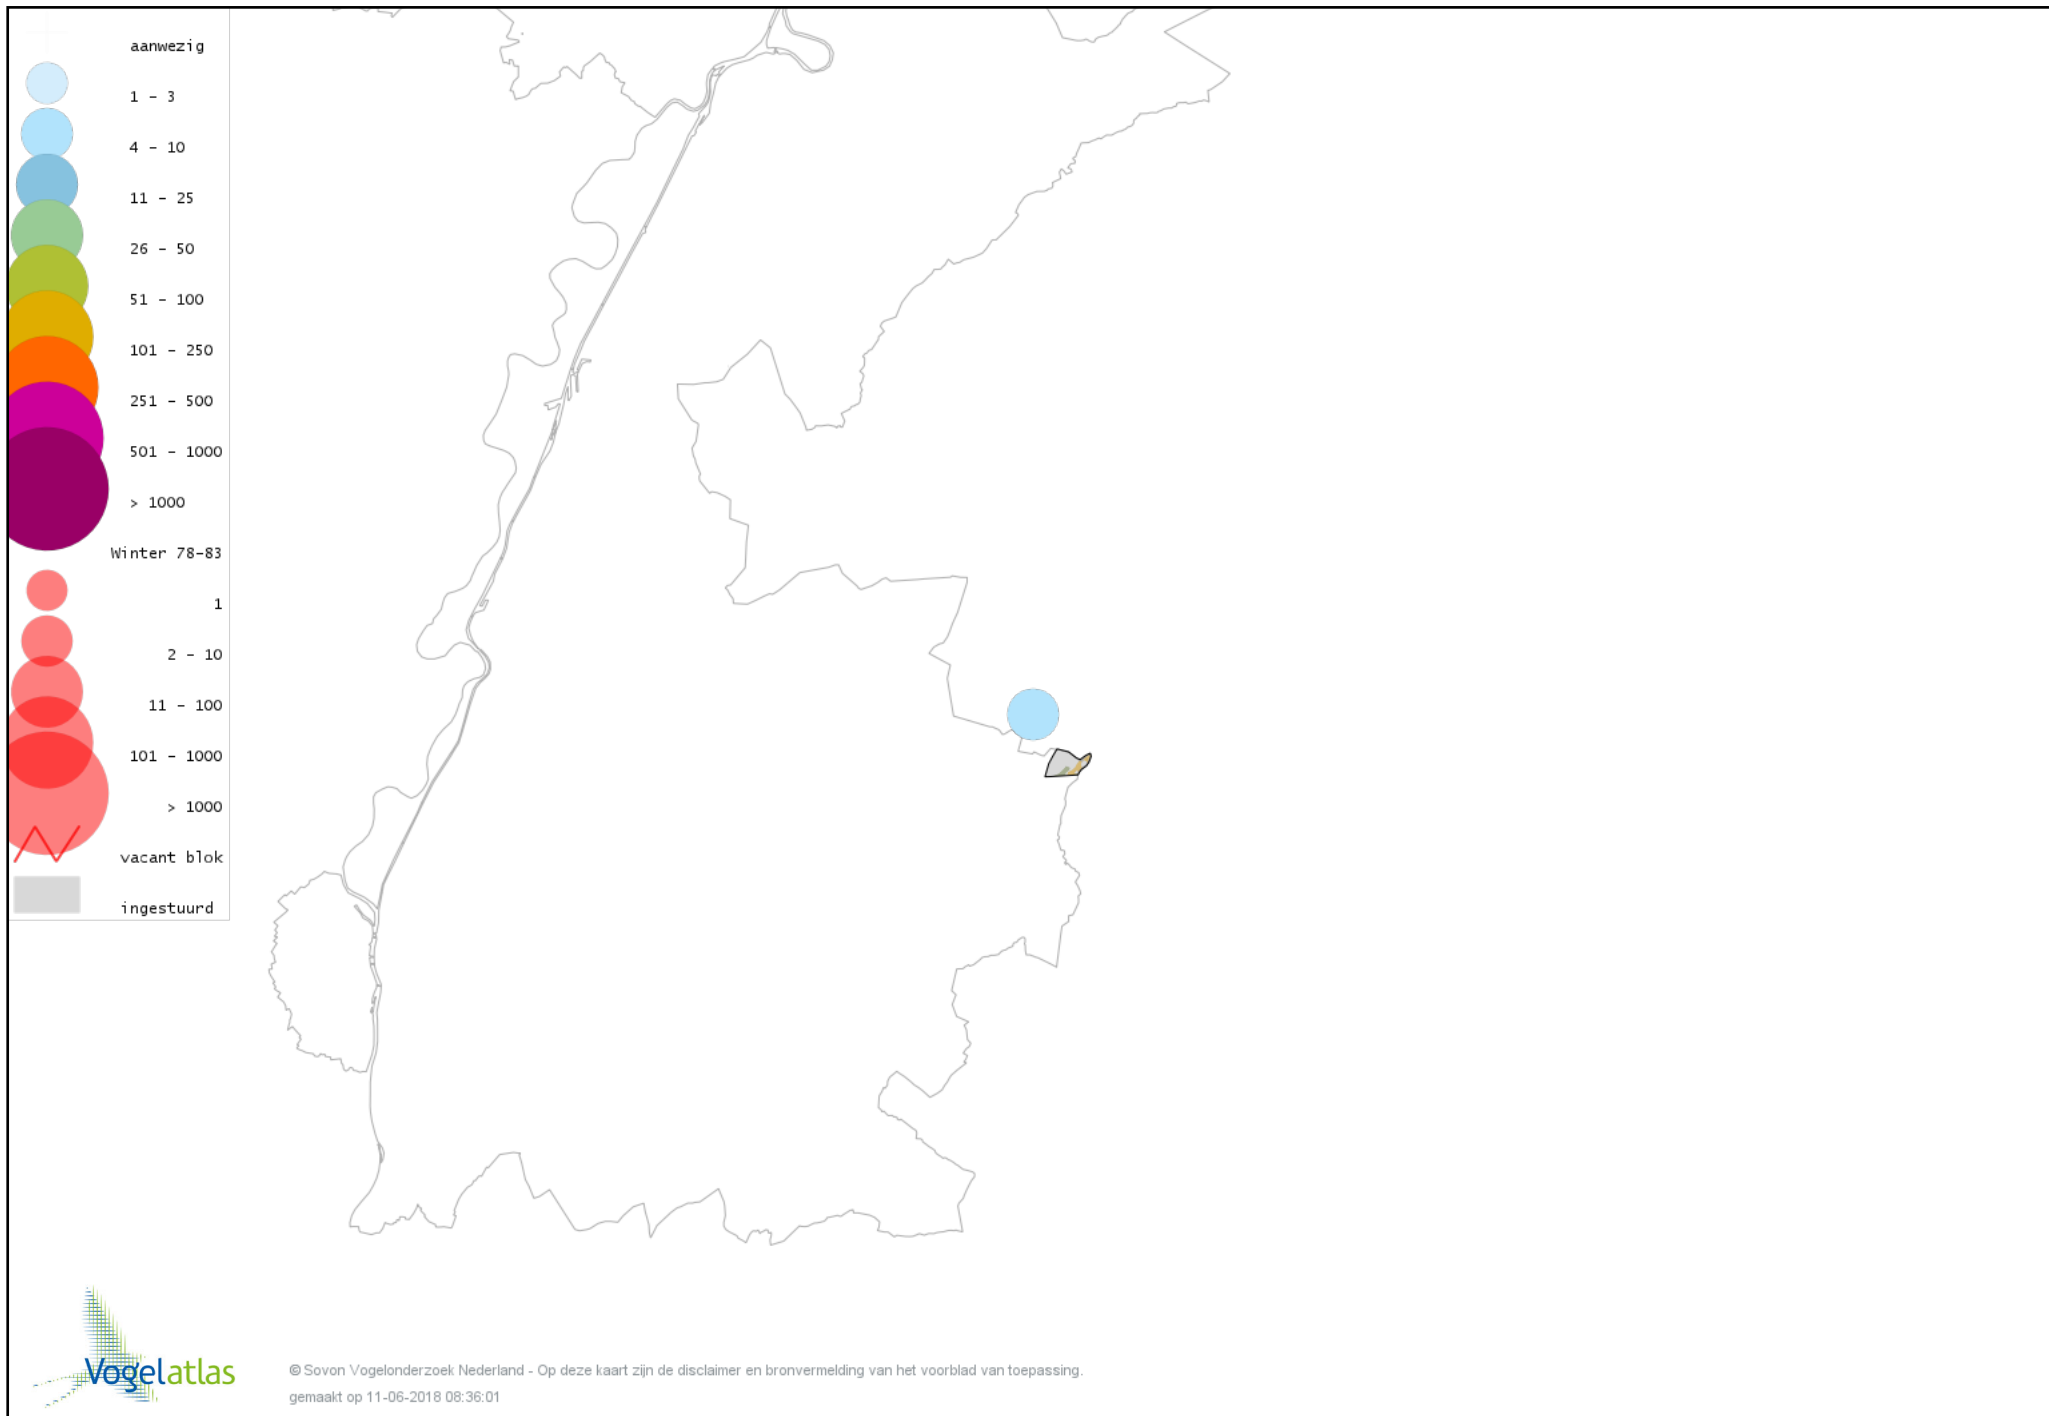 aanwezig
1 - 3
4 - 10
11 - 25
26 - 50
51 - 100
101 - 250
251 - 500
501 - 1000
> 1000
Winter 78-83
1
2 - 10
11 - 100
101 - 1000
> 1000
vacant blok
ingestuurd
Vogelatlas
© Sovon Vogelonderzoek Nederland - Op deze kaart zijn de disclaimer en bronvermelding van het voorblad van toepassing.
gemaakt op 11-06-2018 08:36:01